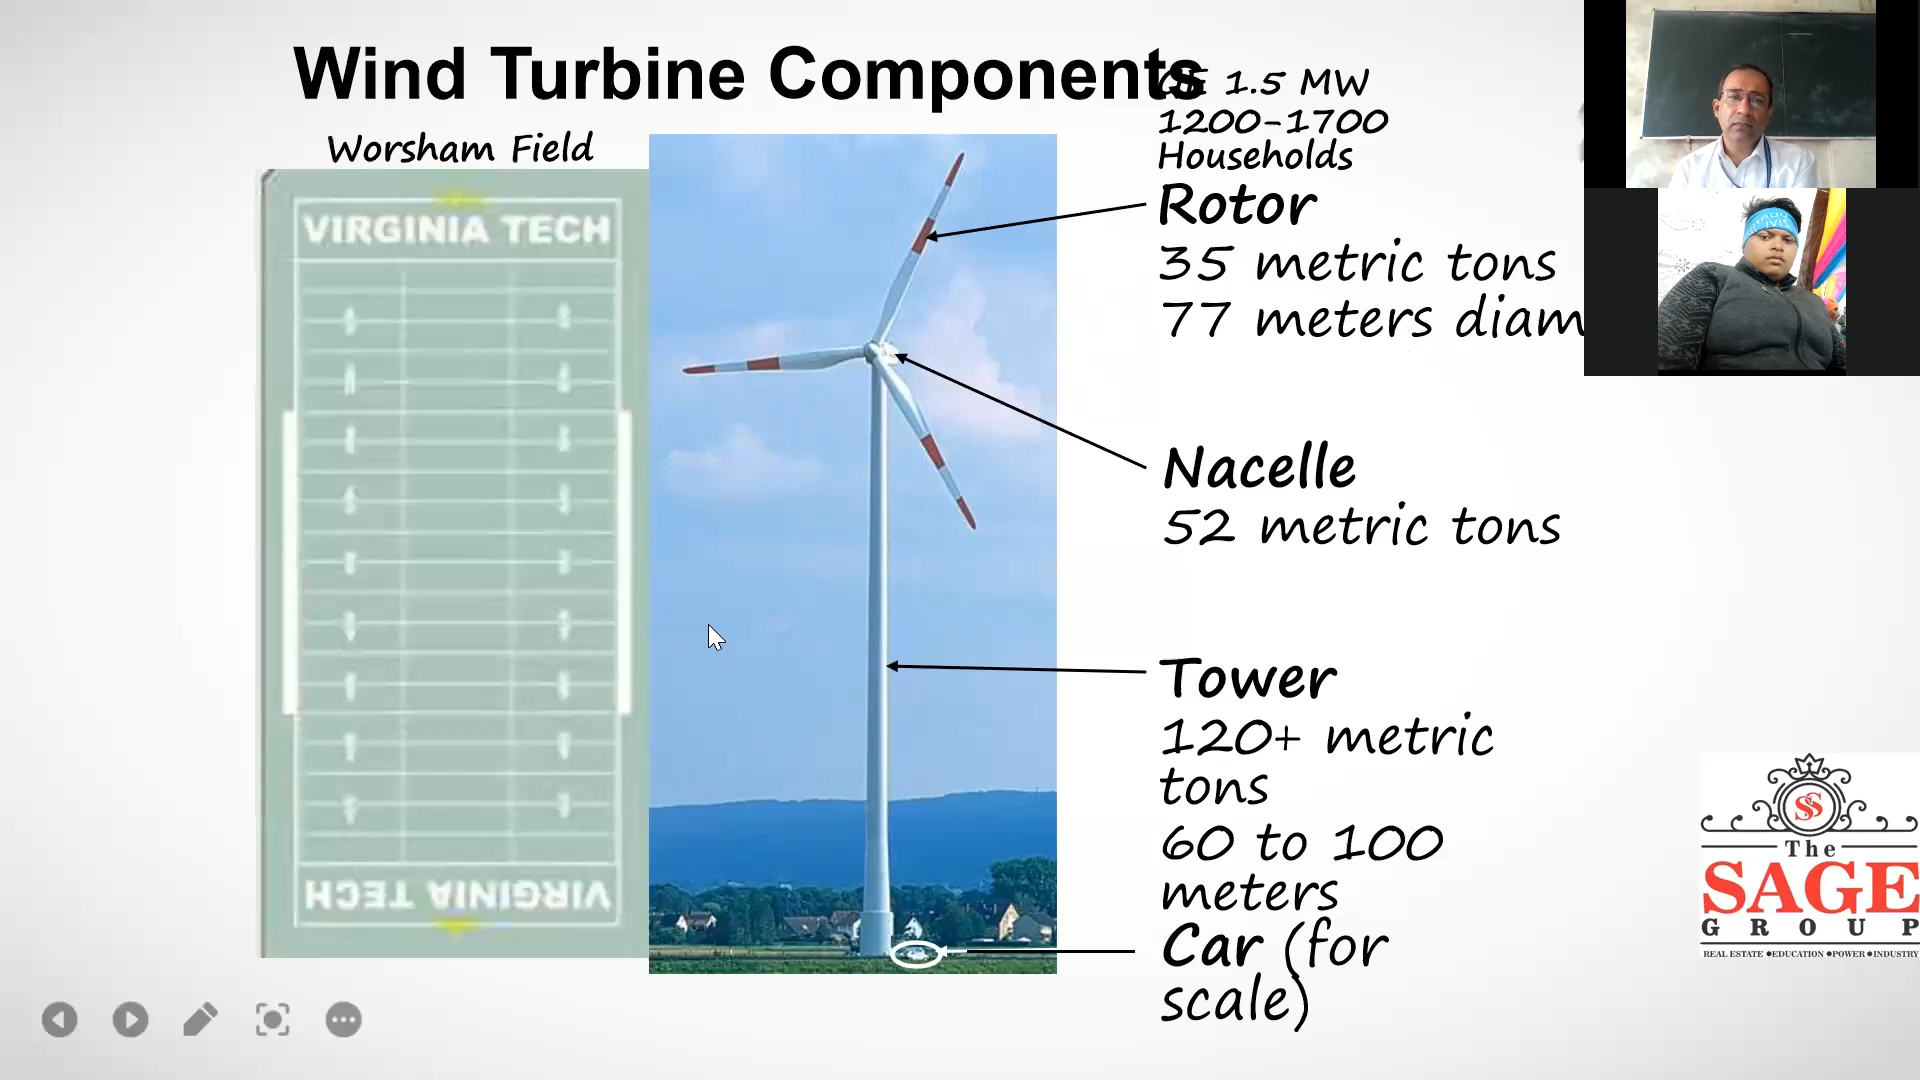 Wind Turbine Components
GE 1.5 MW
1200-1700
Households
Worsham Field
VIRGINIA TECH
VIRGINIA TECH
Rotor
35 metric tons
77 meters diam
Nacelle
52 metric tons
Tower
120+ metric
tons
60 to 100
meters
Car (for
scale)
SS
The
SAGE
GROUP
REAL ESTATE ●EDUCATION ●POWER ●INDUSTRY